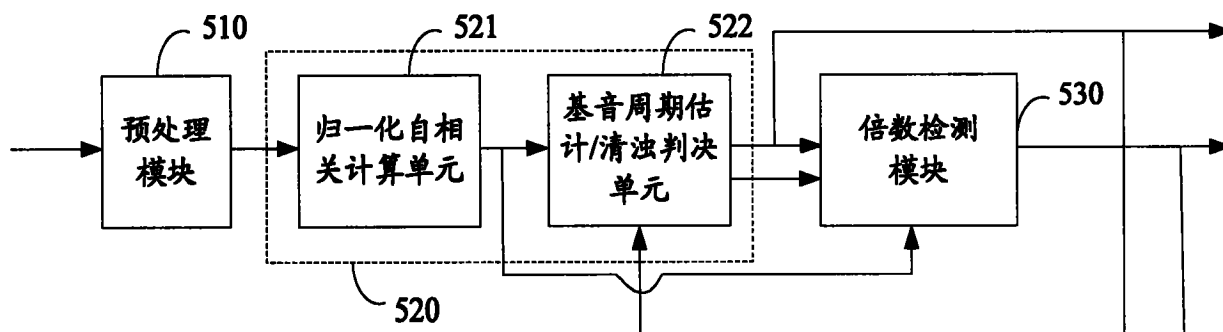 510
521
522
530
预处理
模块
归一化自相
关计算单元
基音周期估
计/清浊判决
单元
倍数检测
模块
520